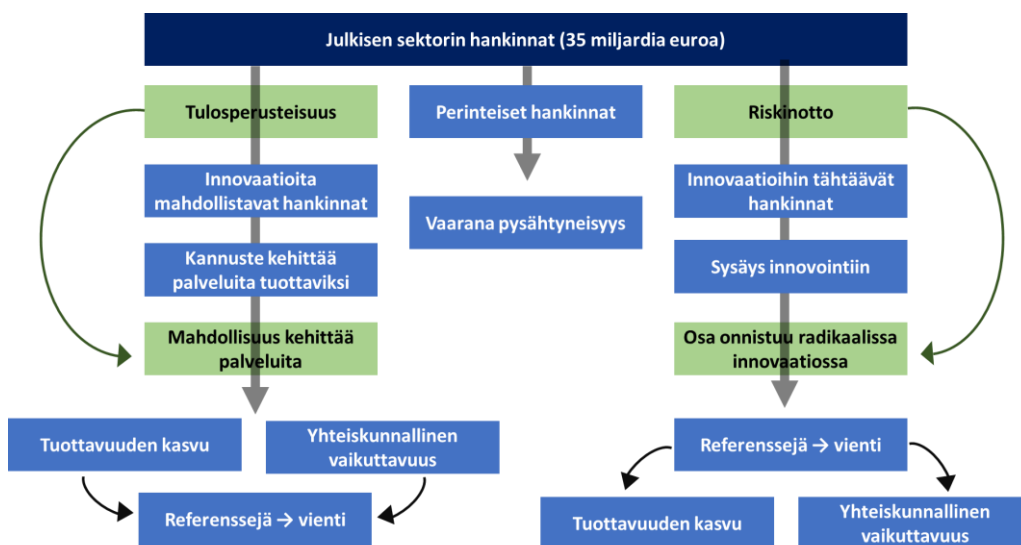 Julkisen sektorin hankinnat (35 miljardia euroa)
Tulosperusteisuus
Innovaatioita
mahdollistavat hankinnat
Kannuste kehittää
palveluita tuottaviksi
Mahdollisuus kehittää
palveluita
Tuottavuuden kasvu
Yhteiskunnallinen
vaikuttavuus
Referenssejä → vienti
Perinteiset hankinnat
Vaarana pysähtyneisyys
Riskinotto
Innovaatioihin tähtäävät
hankinnat
Sysäys innovointiin
Osa onnistuu radikaalissa
innovaatiossa
Referenssejä → vienti
Tuottavuuden kasvu
Yhteiskunnallinen
vaikuttavuus